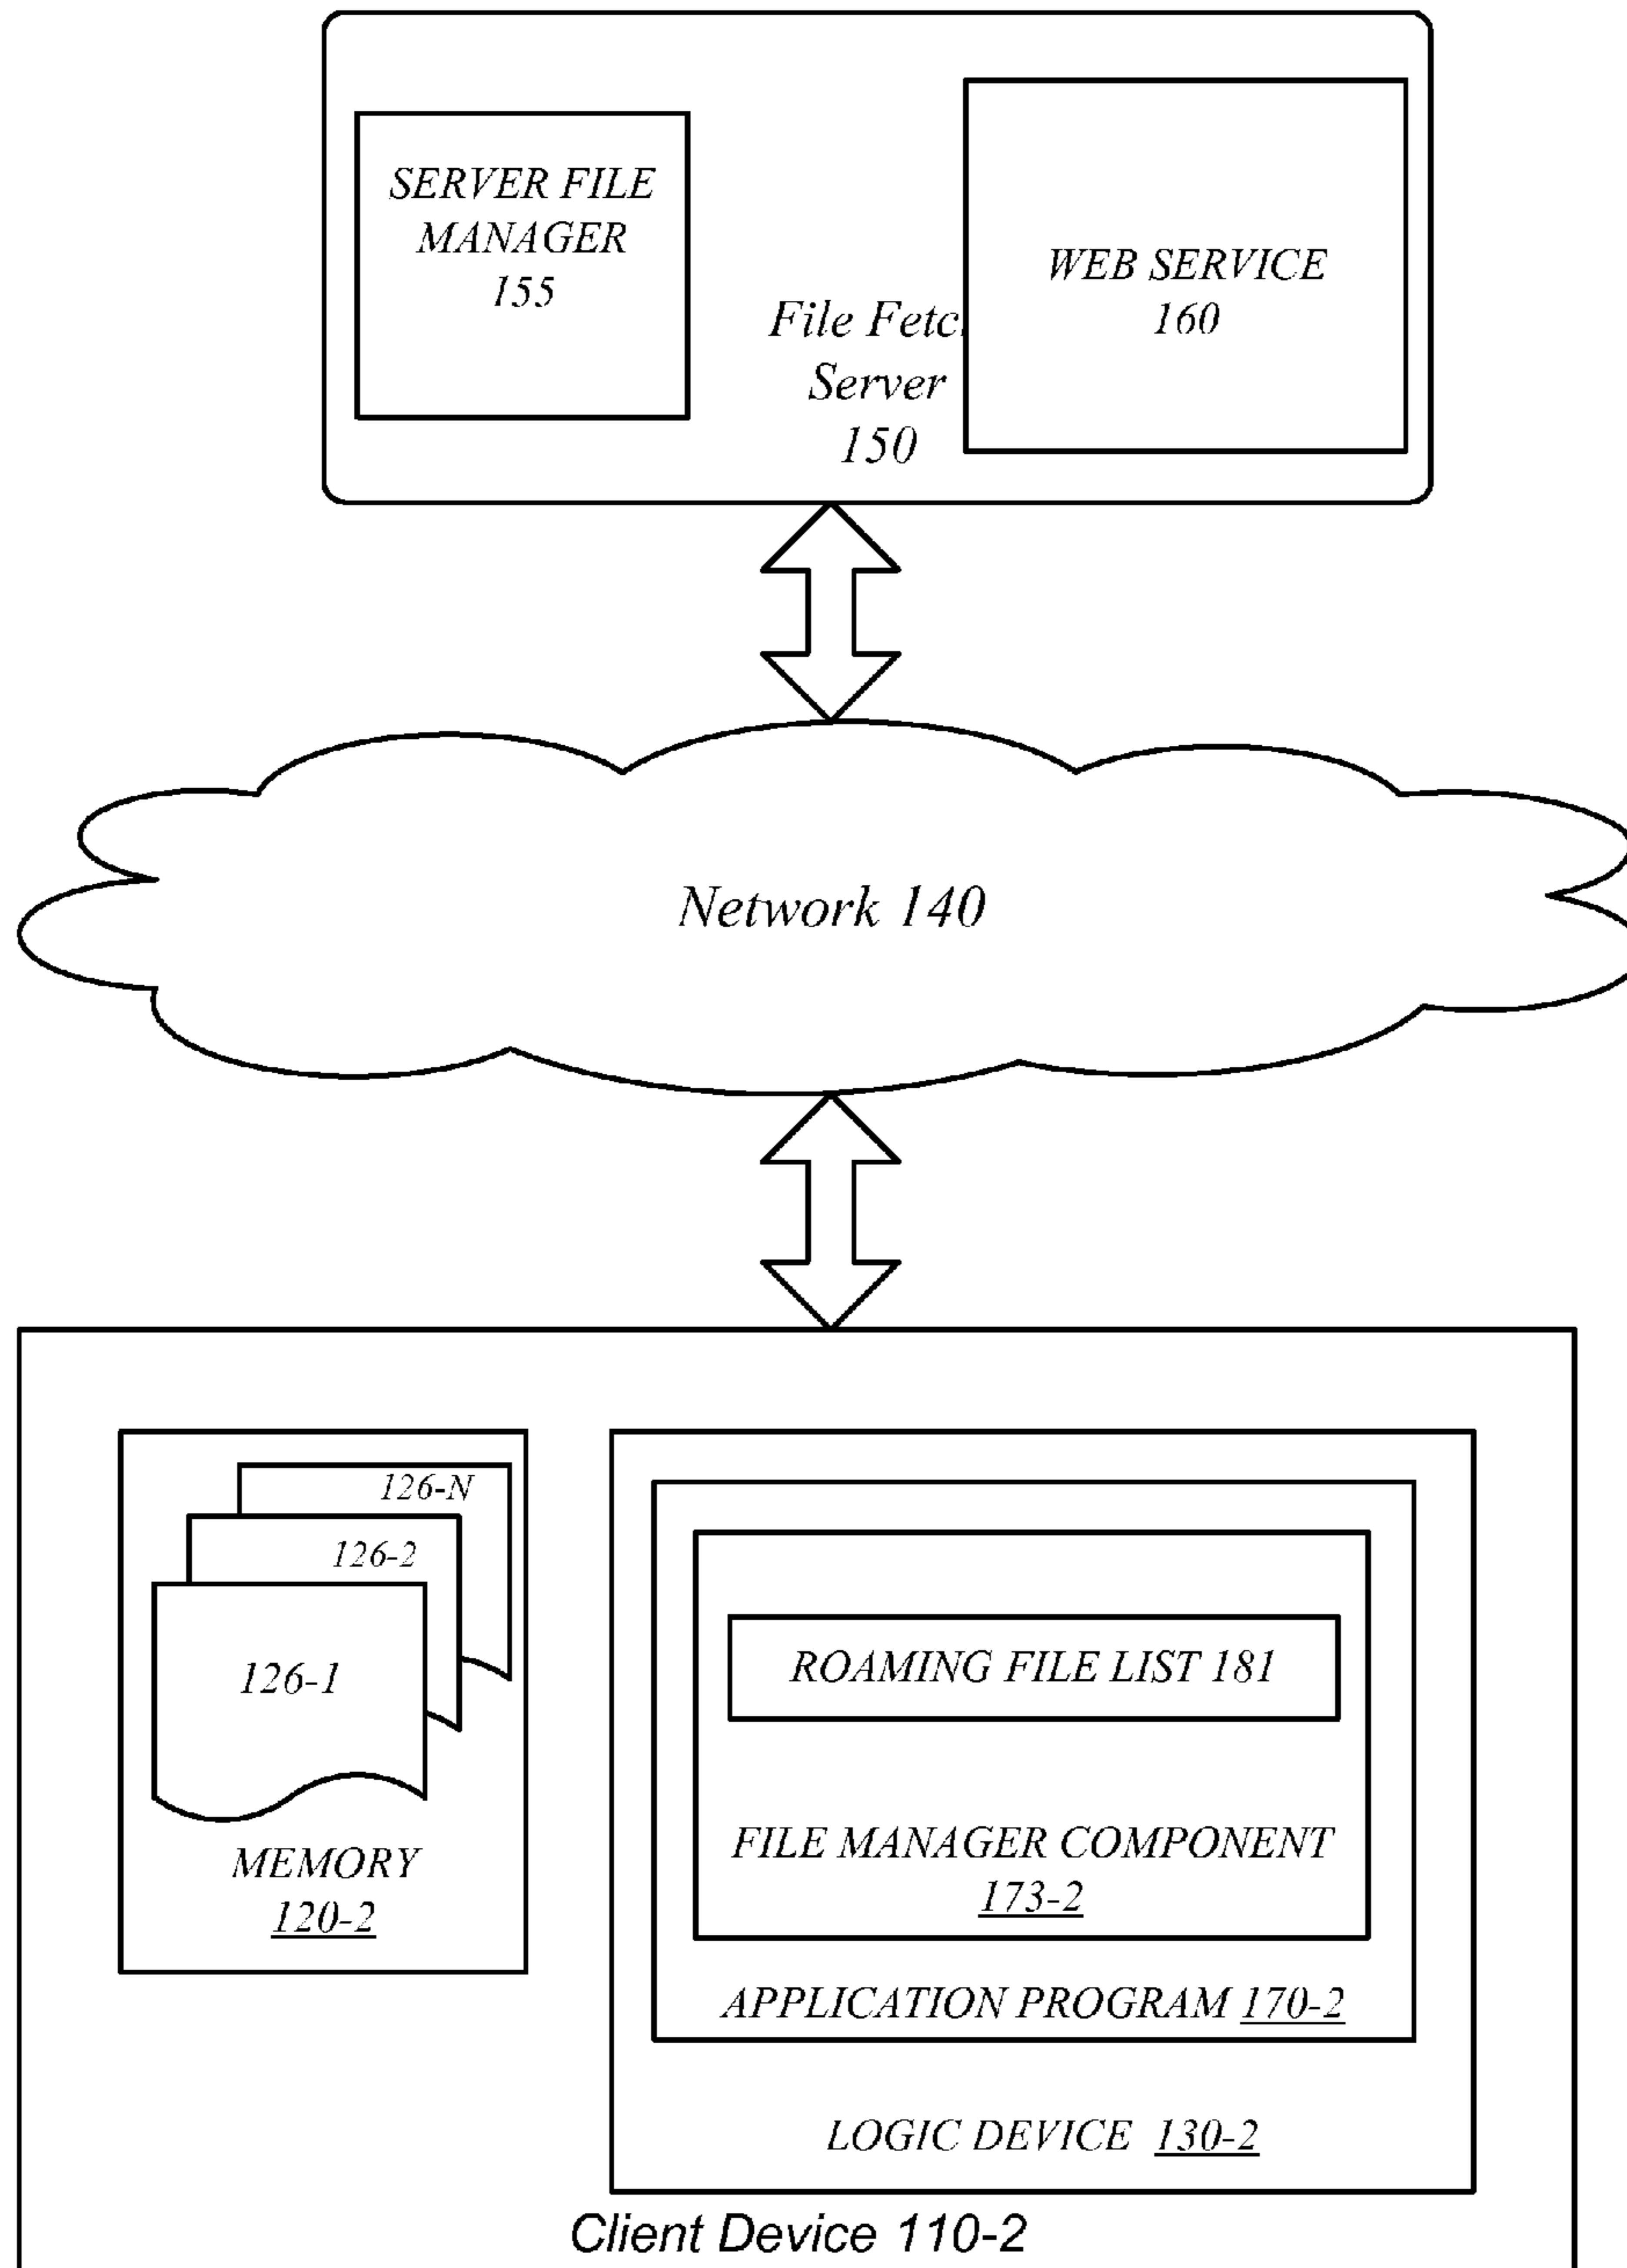 SERVER FILE
MANAGER
155
WEB SERVICE
160
File Fetc
Server
150
Network 140
126-N
126-2
126-1
MEMORY
120-2
ROAMING FILE LIST 181
FILE MANAGER COMPONENT
173-2
APPLICATION PROGRAM 170-2
LOGIC DEVICE 130-2
Client Device 110-2